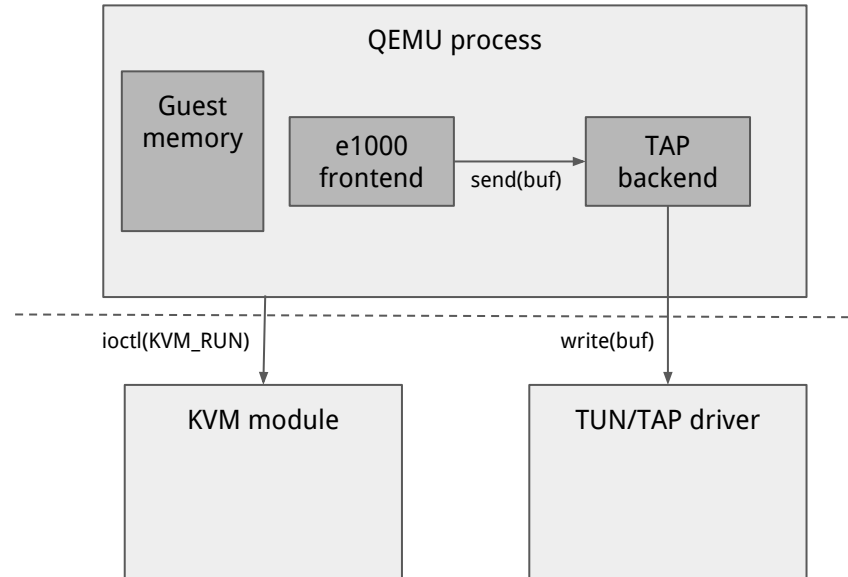 QEMU process
Guest
memory
e1000
frontend
send(buf)
TAP
backend
ioctl(KVM_RUN)
write(buf)
KVM module
TUN/TAP driver